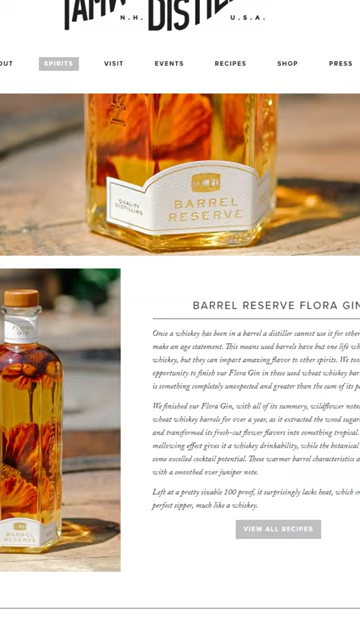 N.H. U.S.A.
OUT SPIRITS VISIT EVENTS RECIPES SHOP PRESS
QUALITY
DISTILLING
BARREL
RESERVE
BARREL RESERVE FLORA GIN
Once a whiskey has been in a barrel a distiller cannot use it for other
make an age statement. This means used barrels have but one life wh
whiskey, but they can impart amazing flavor to other spirits. We too
opportunity to finish our Flora Gin in these used wheat whiskey bar
is something completely unexpected and greater than the sum of its p
We finished our Flora Gin, with all of its summery, wildflower note
wheat whiskey barrels for over a year, as it extracted the wood sugar
and transformed its fresh-cut flower flavors into something tropical.
mellowing effect gives it a whiskey drinkability, while the botanical
some excelled cocktail potential. These warmer barrel characteristics a
with a smoothed over juniper note.
Left at a pretty sizable 100 proof, it surprisingly lacks heat, which cr
perfect sipper, much like a whiskey.
FLORA
GIN
BARREL
RESERVE
VIEW ALL RECIPES